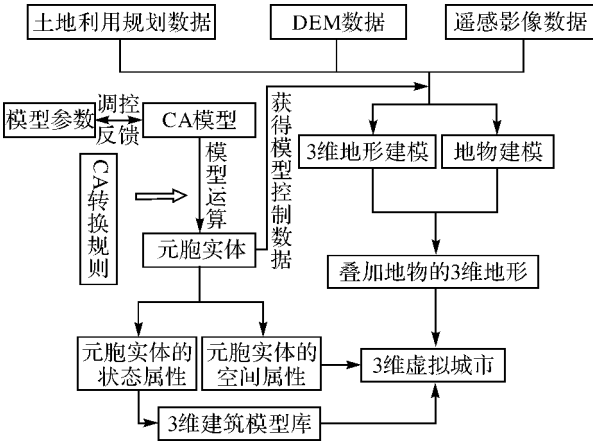 土地利用规划数据
DEM数据
遥感影像数据
模型参数
调控
反馈
CA模型
获得模型控制数据
3维地形建模
地物建模
CA转换规则
模型运算
元胞实体
叠加地物的3维地形
元胞实体的
状态属性
元胞实体的
空间属性
3维虚拟城市
3维建筑模型库